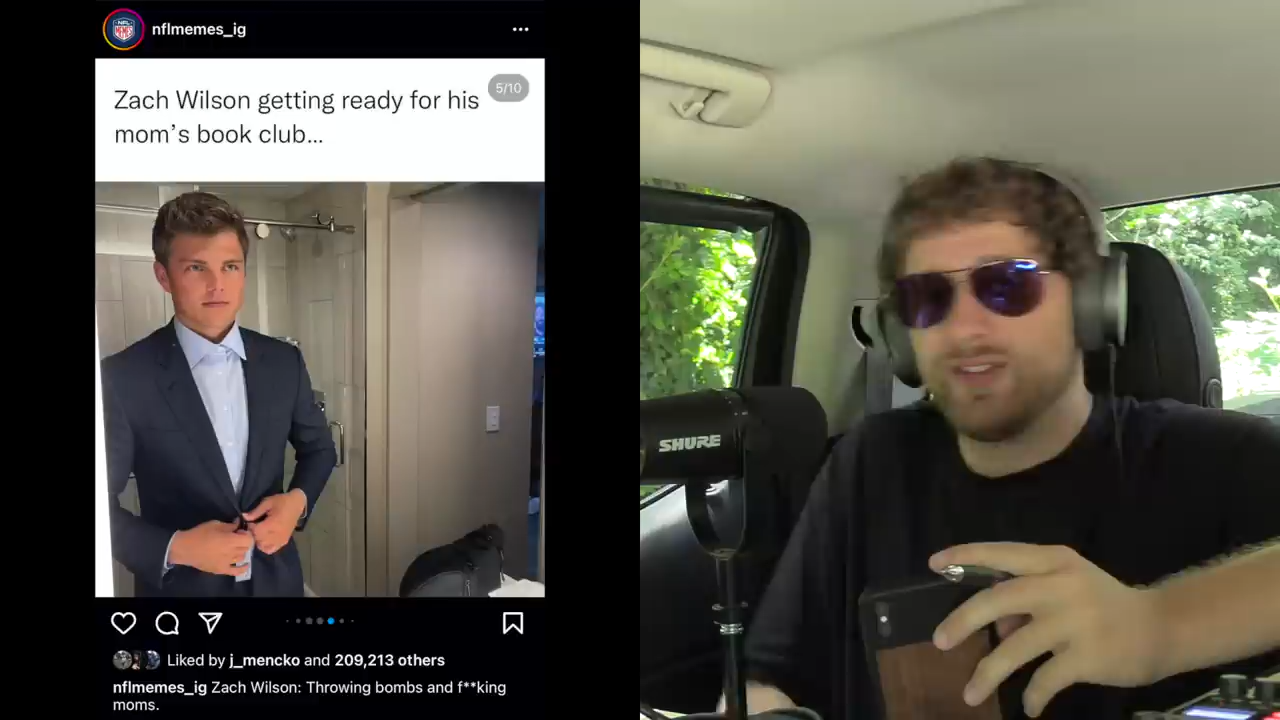 nflmemes_ig
Zach Wilson getting ready for his
5/10
mom's book club...
SHURE
Liked by j_mencko and 209,213 others
nflmemes_ig Zach Wilson: Throwing bombs and f**king
moms.